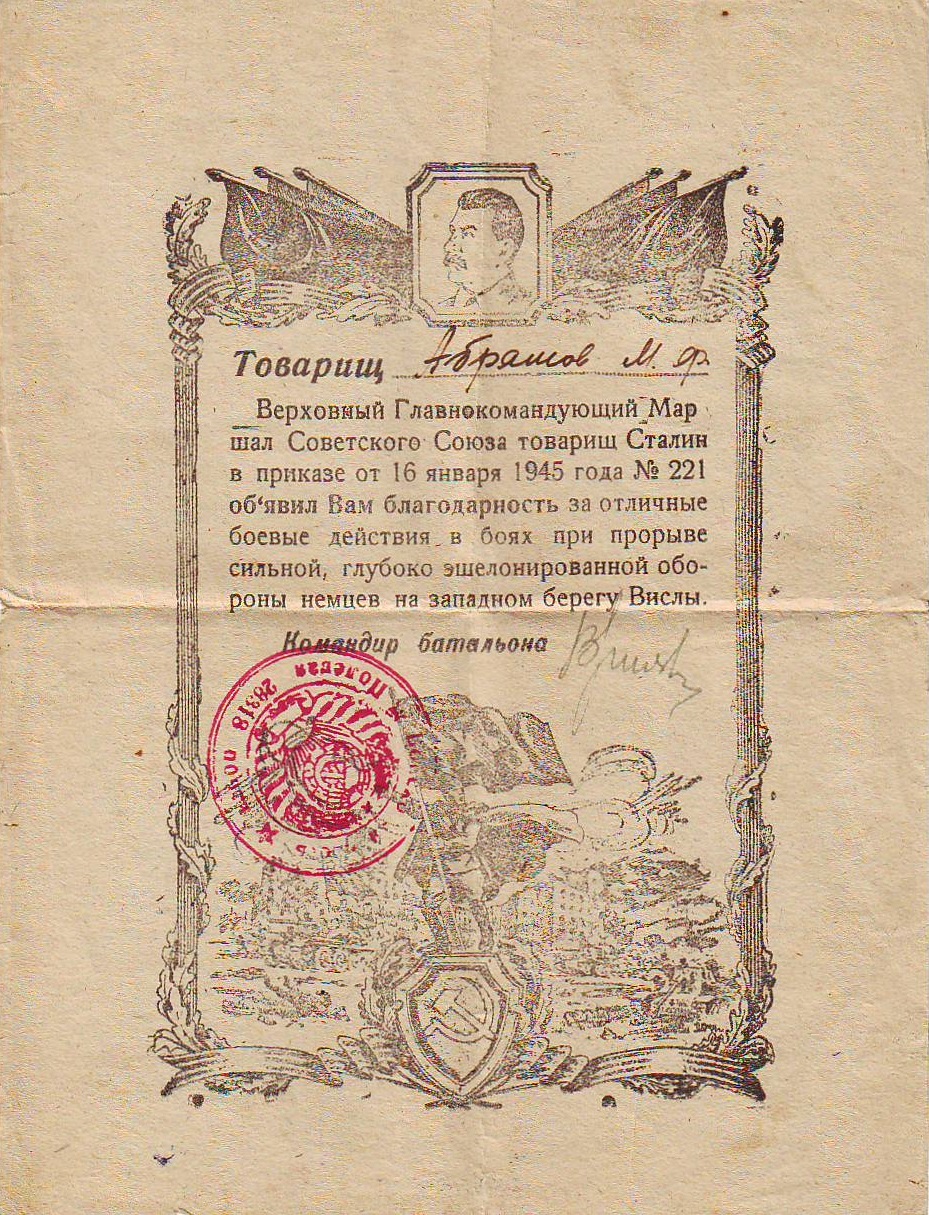 Товарищ Абрамов М. Ф.
Верховный Главнокомандующий Мар
шал Советского Союза товарищ Сталин
в приказе от 16 января 1945 года № 221
об‘явил Вам благодарность за отличные
боевые действия в боях при прорыве
сильной, глубоко эшелонированной обо-
роны немцев на западном берегу Вислы.
Командир батальона
Полевая
28318